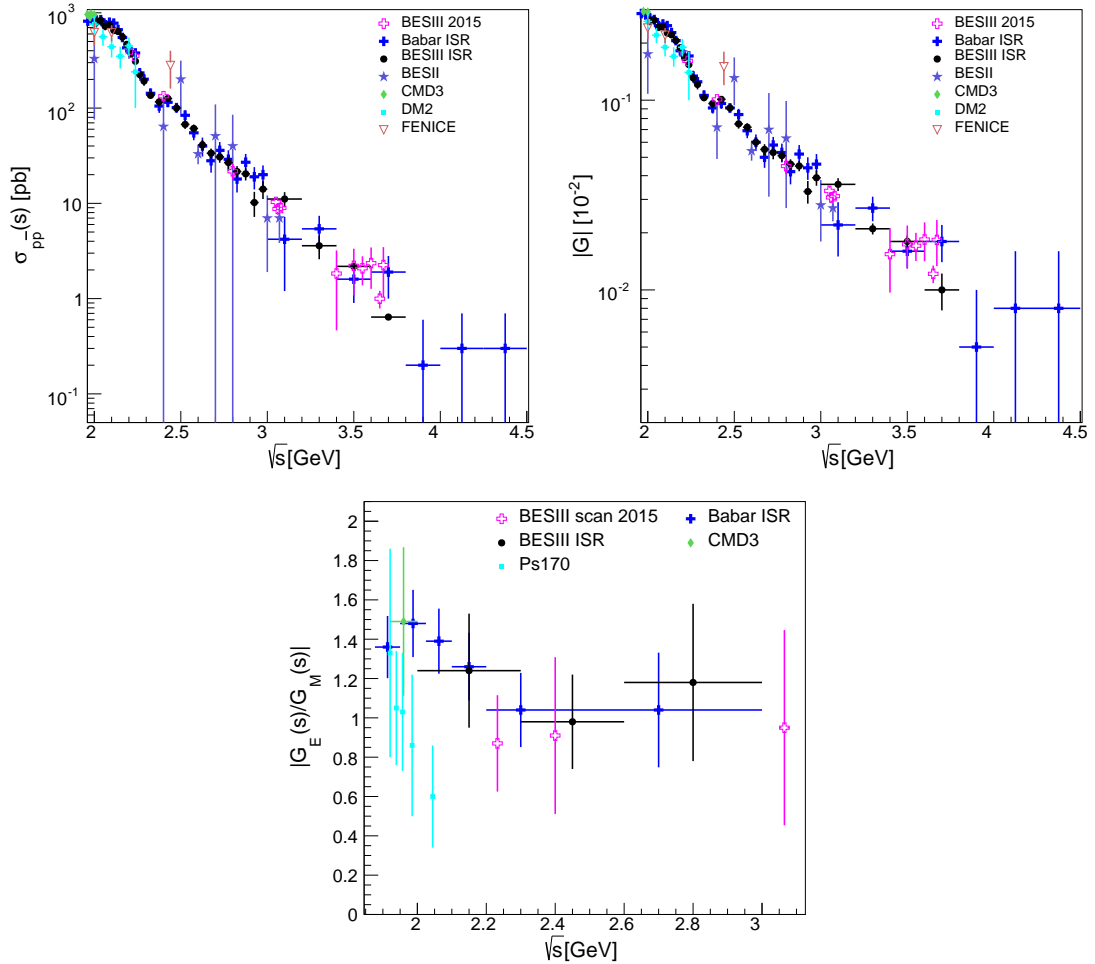 σ_pp̅(s) [pb]
10^3
10^2
10
1
10^-1
2
2.5
3
3.5
4
4.5
√s[GeV]
BESIII 2015
Babar ISR
BESIII ISR
BESII
CMD3
DM2
FENICE
|G| [10^-2]
10^-1
10^-2
2
2.5
3
3.5
4
4.5
√s[GeV]
BESIII 2015
Babar ISR
BESIII ISR
BESII
CMD3
DM2
FENICE
|G_E(s)/G_M(s)|
2
1.8
1.6
1.4
1.2
1
0.8
0.6
0.4
0.2
0
2
2.2
2.4
2.6
2.8
3
√s[GeV]
BESIII scan 2015
Babar ISR
BESIII ISR
CMD3
Ps170